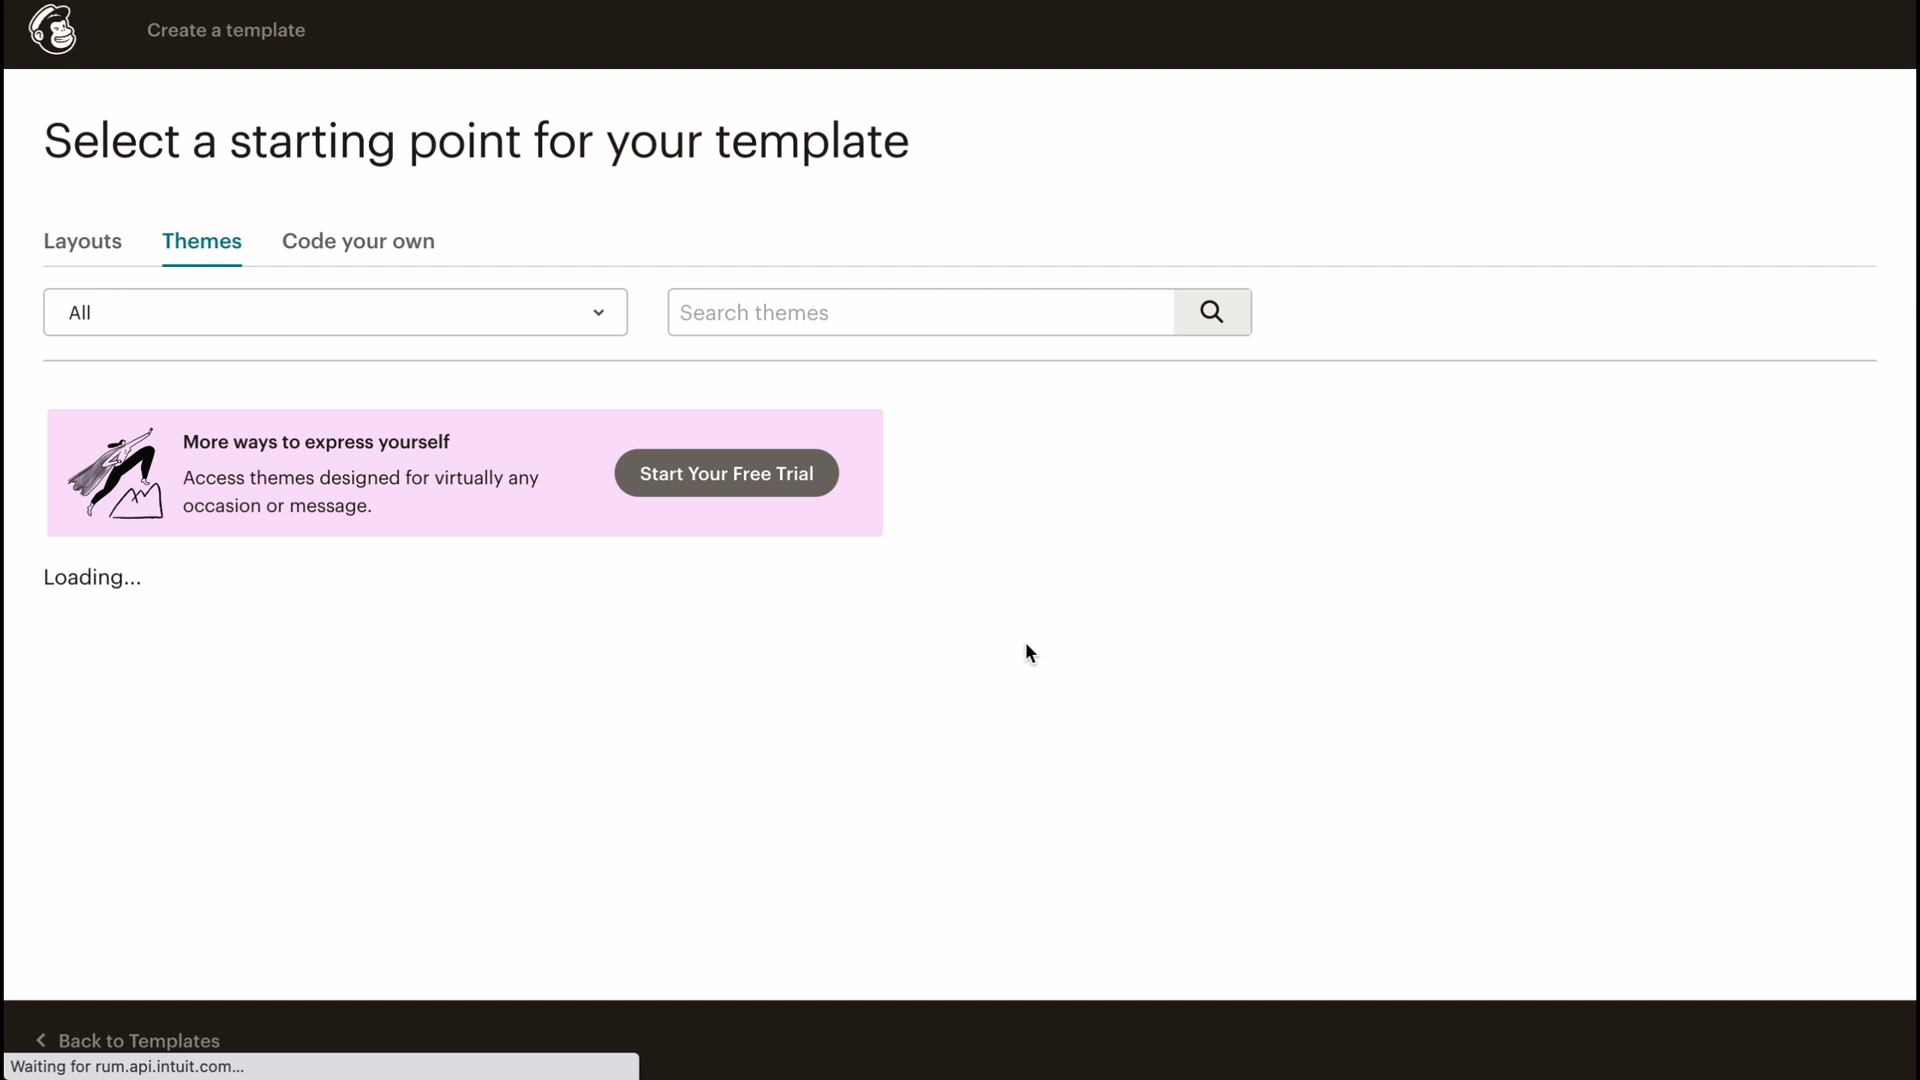 Create a template
Select a starting point for your template
Layouts
Themes
Code your own
All
Search themes
More ways to express yourself
Access themes designed for virtually any
occasion or message.
Start Your Free Trial
Loading...
Back to Templates
Waiting for rum.api.intuit.com...